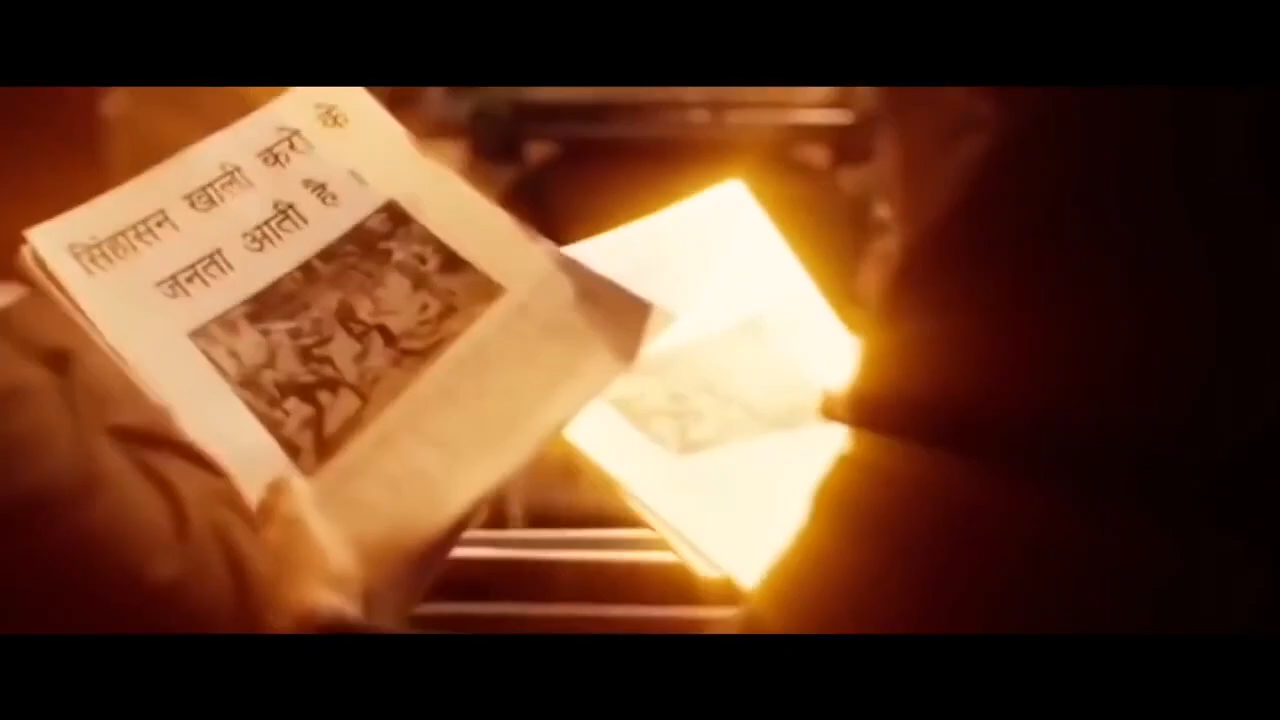 सिंहासन खाली करो के
जनता आती है ।